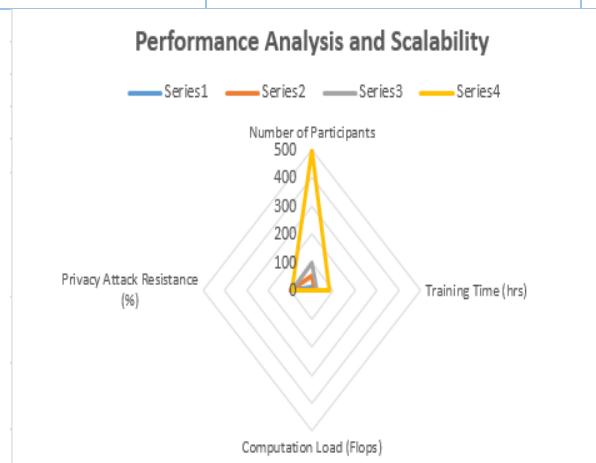 Performance Analysis and Scalability
Series1 Series2 Series3 Series4
Number of Participants
500
400
300
200
100
0
Privacy Attack Resistance
(%)
Training Time (hrs)
Computation Load (Flops)